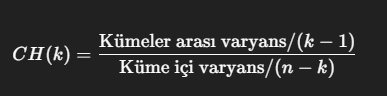 CH(k) = Kümeler arası varyans/(k − 1)
Küme içi varyans/(n − k)